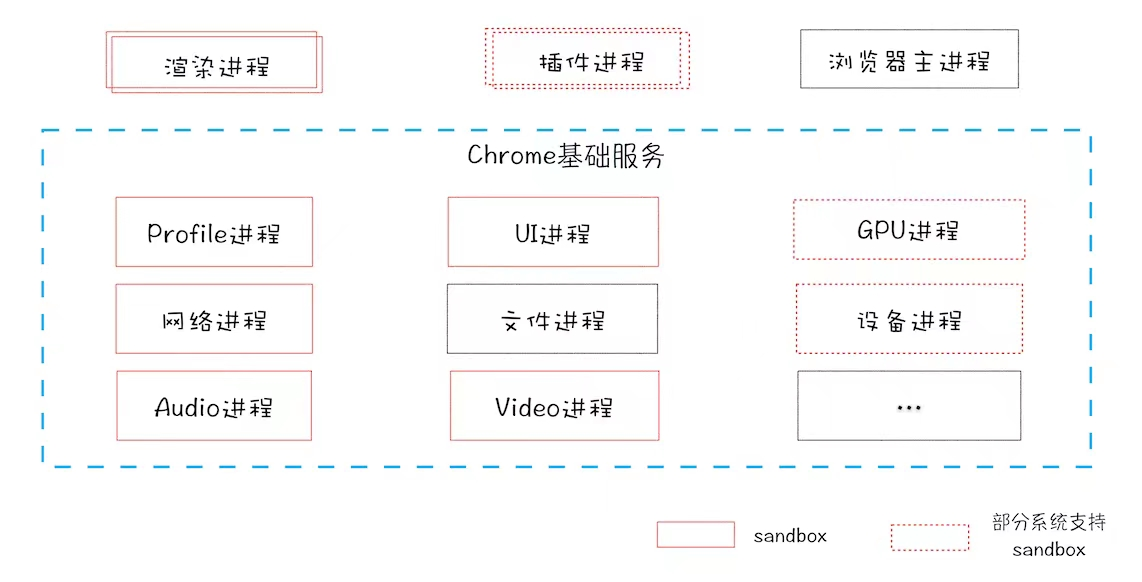 渲染进程
插件进程
浏览器主进程
Chrome基础服务
Profile进程
UI进程
GPU进程
网络进程
文件进程
设备进程
Audio进程
Video进程
...
sandbox
部分系统支持
sandbox